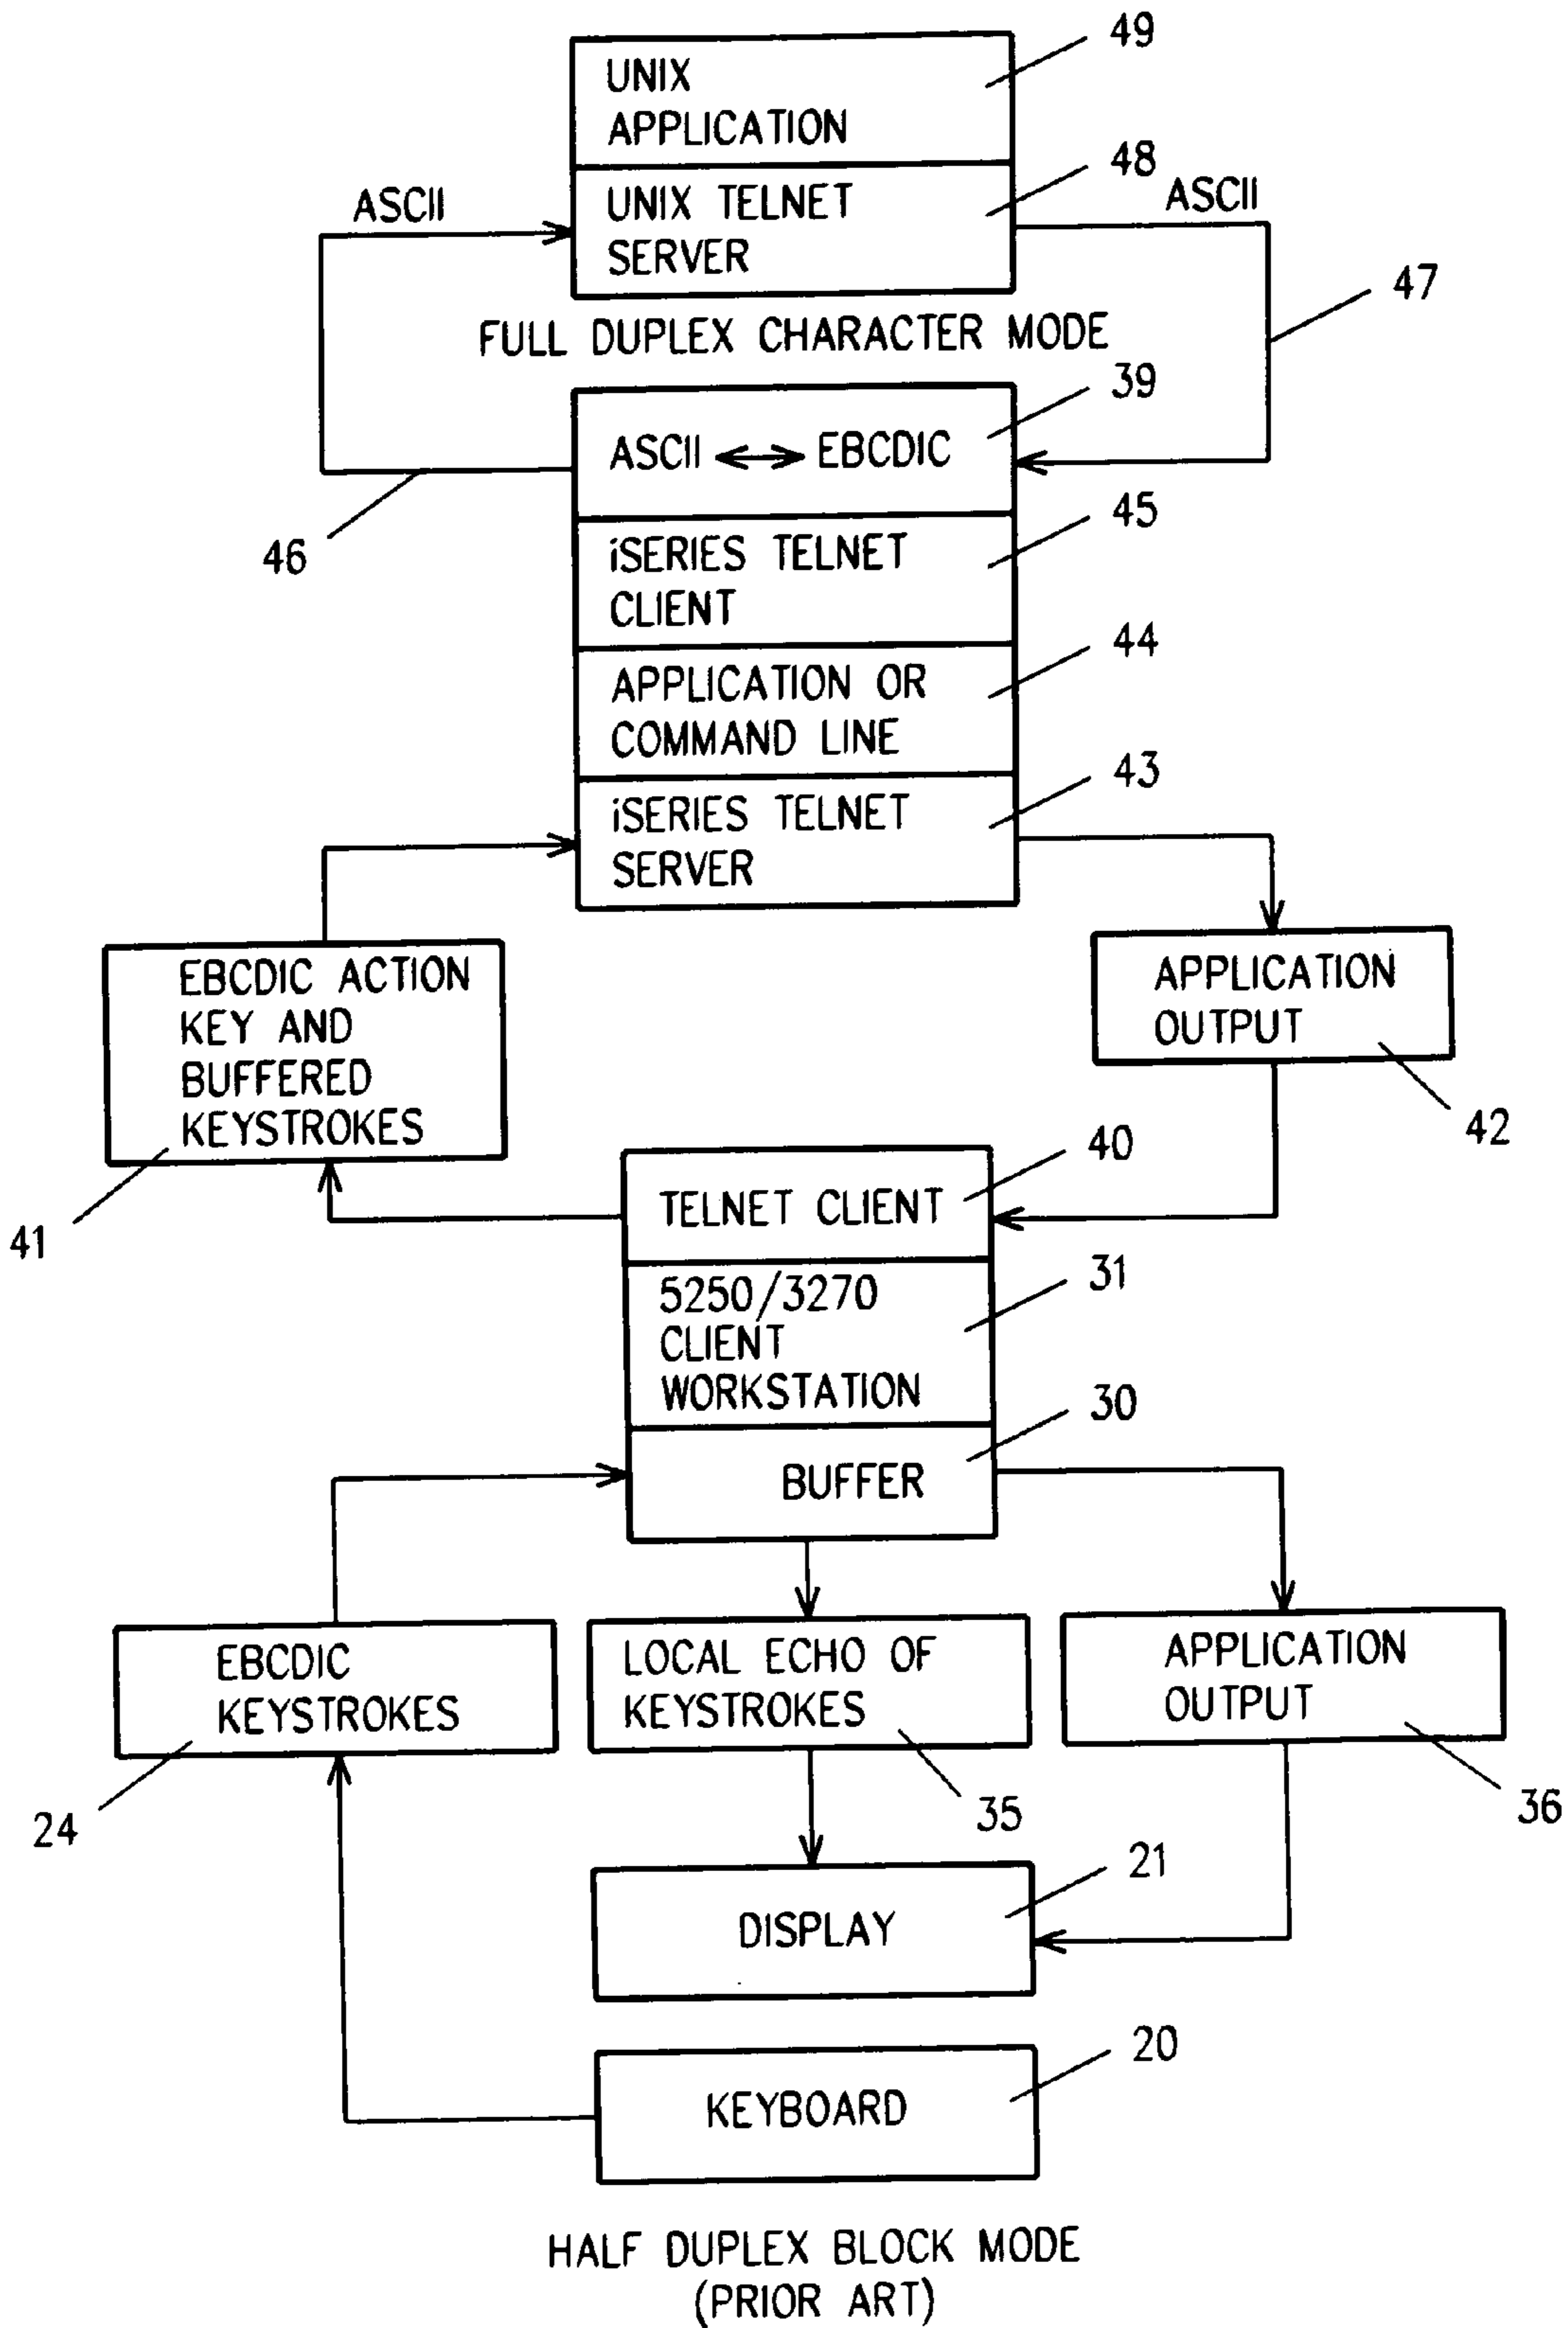 49
UNIX
APPLICATION
48
ASCII
UNIX TELNET
SERVER
ASCII
47
FULL DUPLEX CHARACTER MODE
39
ASCII ↔ EBCDIC
46
45
iSERIES TELNET
CLIENT
44
APPLICATION OR
COMMAND LINE
43
iSERIES TELNET
SERVER
EBCDIC ACTION
KEY AND
BUFFERED
KEYSTROKES
41
APPLICATION
OUTPUT
42
40
TELNET CLIENT
31
5250/3270
CLIENT
WORKSTATION
30
BUFFER
EBCDIC
KEYSTROKES
24
LOCAL ECHO OF
KEYSTROKES
35
APPLICATION
OUTPUT
36
21
DISPLAY
20
KEYBOARD
HALF DUPLEX BLOCK MODE
(PRIOR ART)